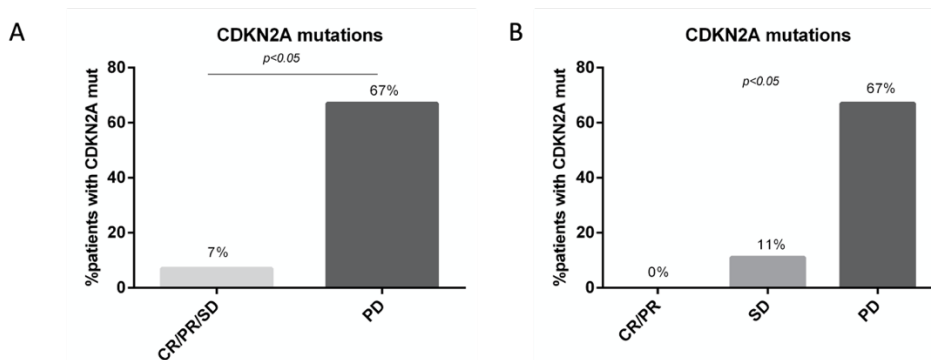 A
CDKN2A mutations
p<0.05
%patients with CDKN2A mut
80
60
40
20
0
7%
67%
CR/PR/SD
PD
B
CDKN2A mutations
p<0.05
%patients with CDKN2A mut
80
60
40
20
0
0%
11%
67%
CR/PR
SD
PD